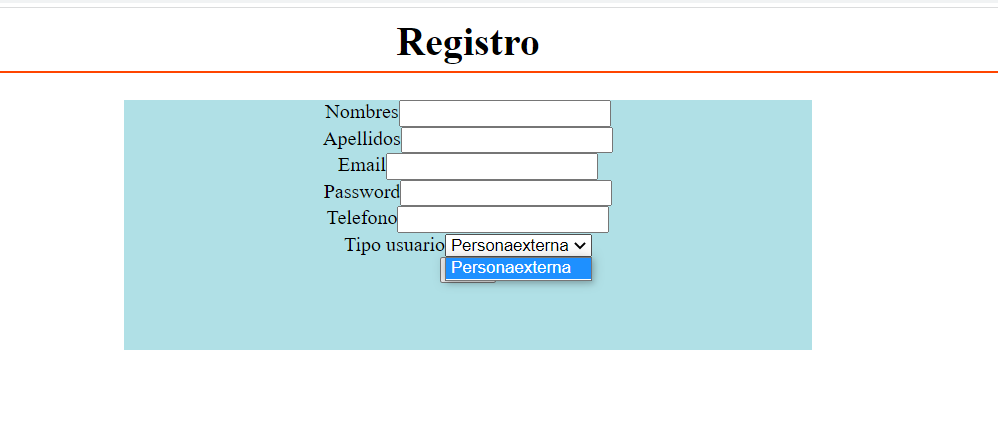 Registro
Nombres
Apellidos
Email
Password
Telefono
Tipo usuario Personaexterna
Personaexterna